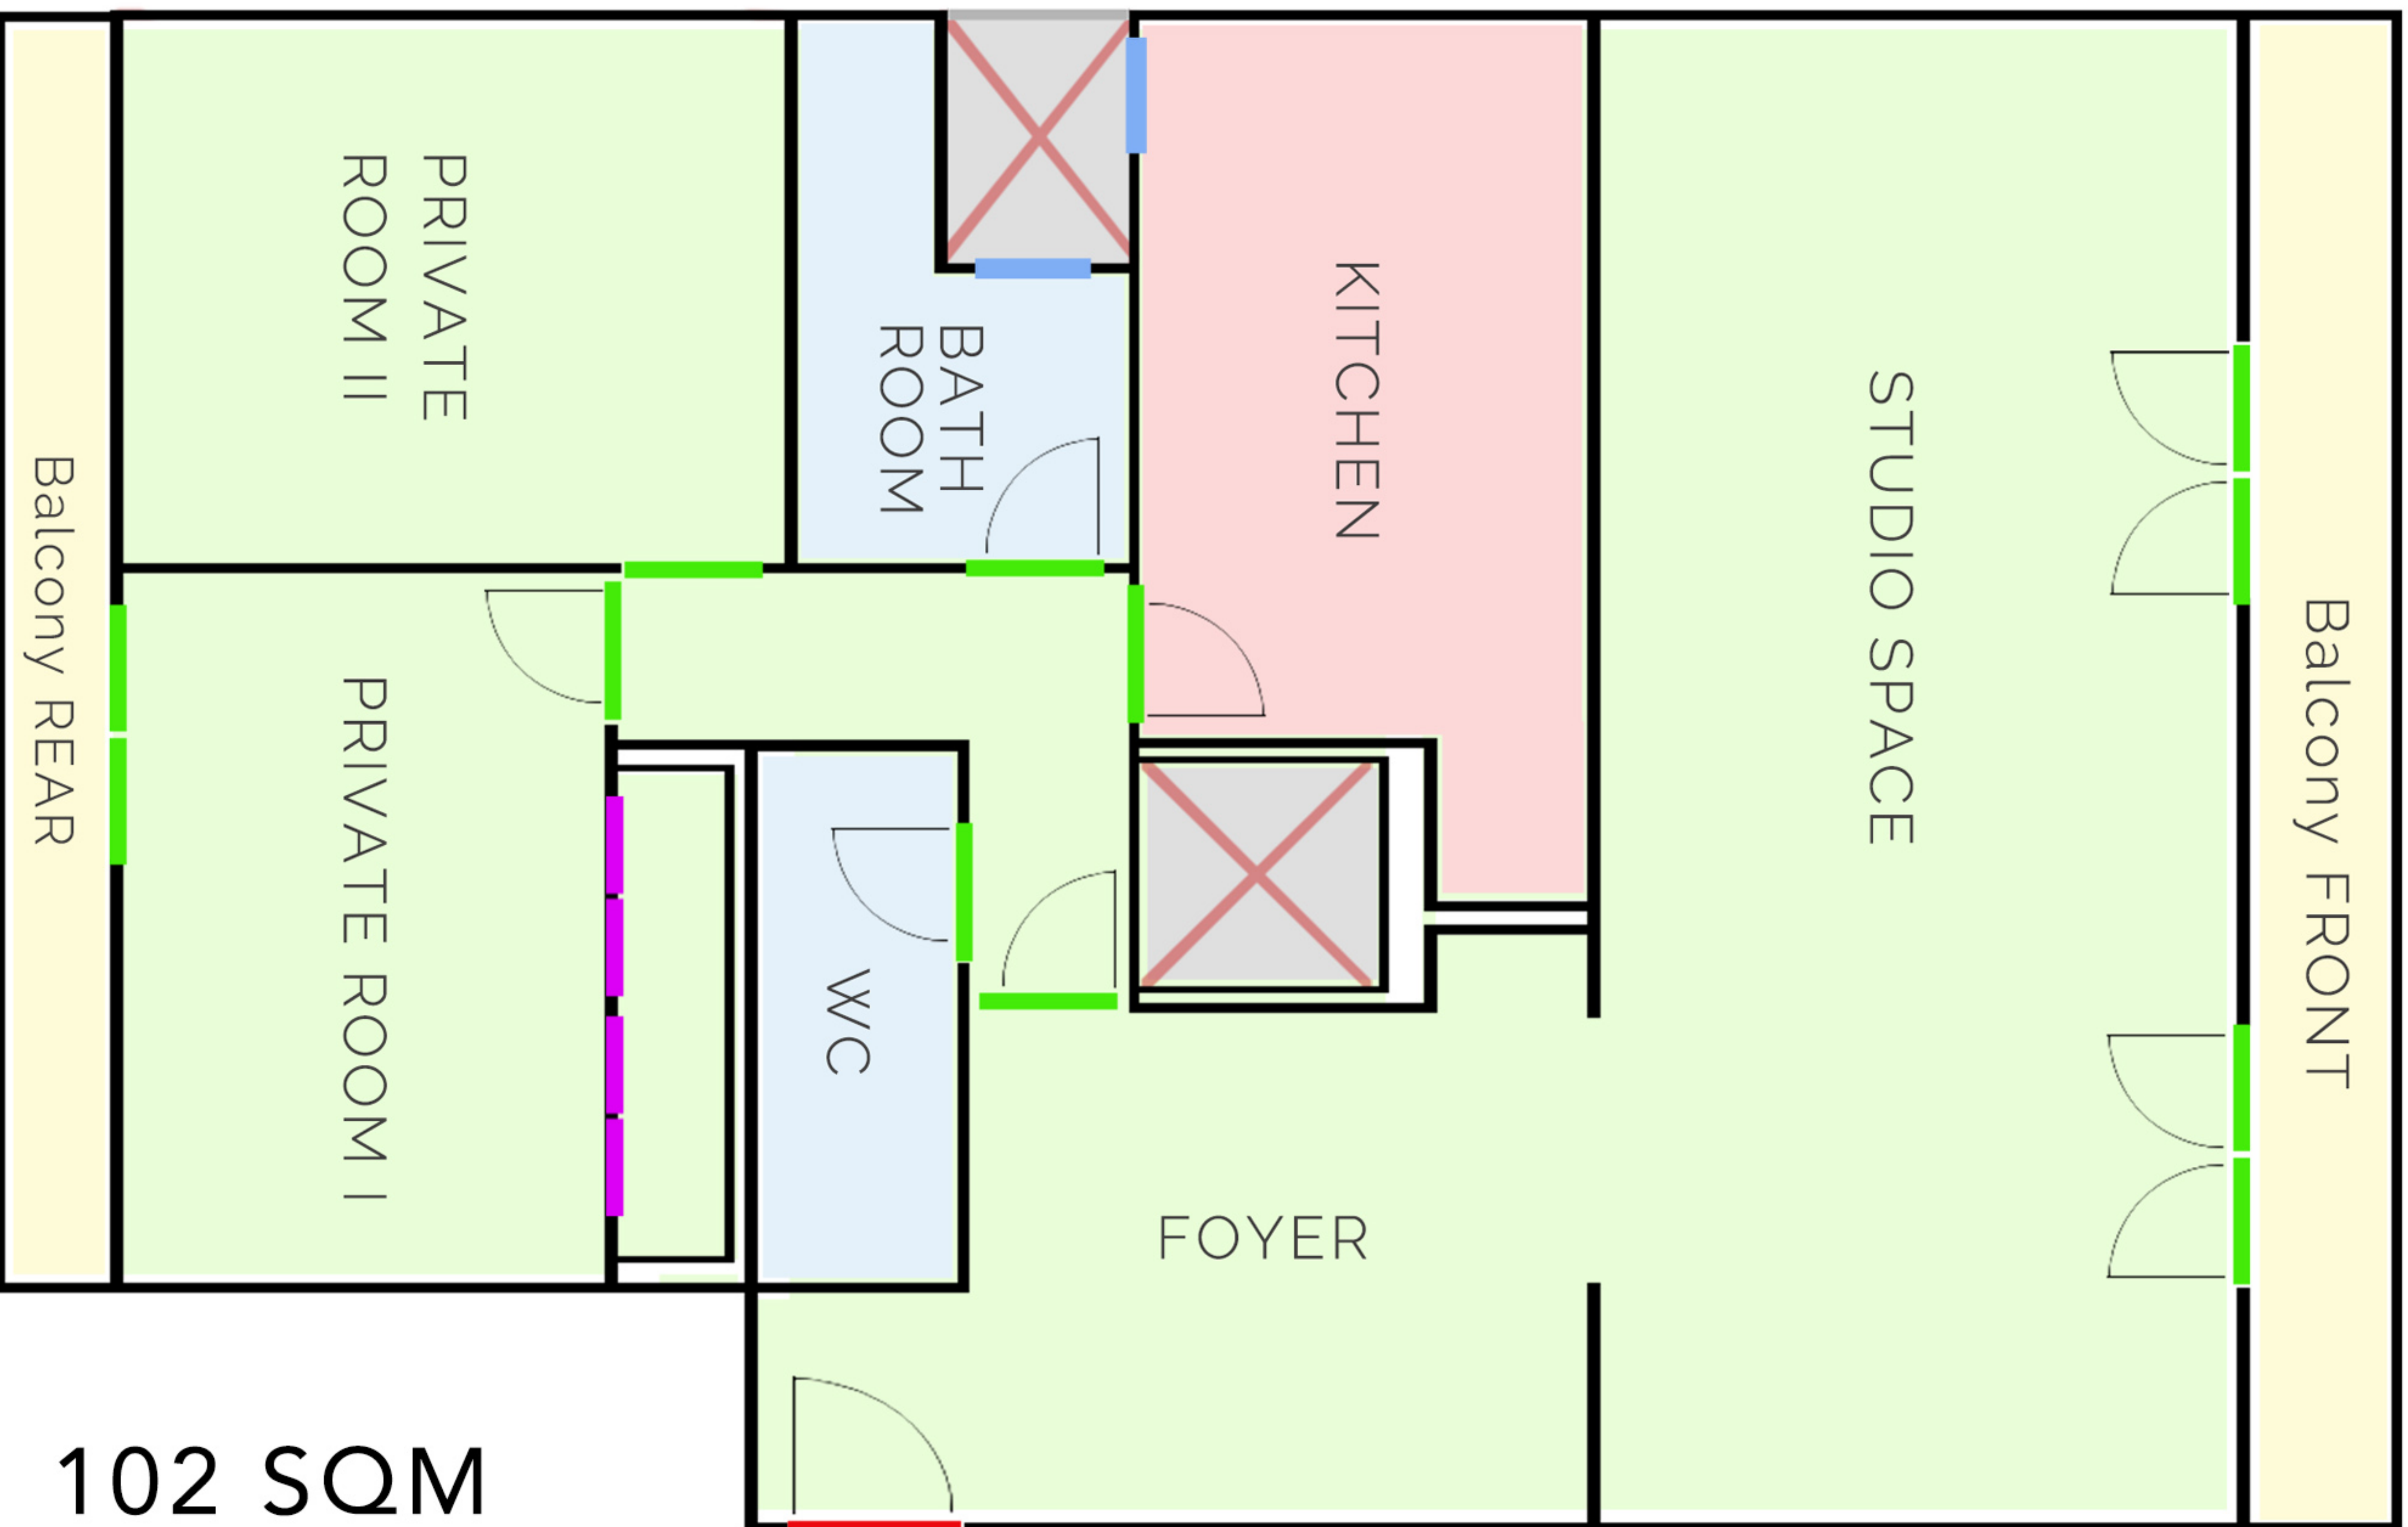 PRIVATE
ROOM II
BATH
ROOM
KITCHEN
STUDIO SPACE
Balcony REAR
Balcony FRONT
PRIVATE ROOM I
WC
FOYER
102 SQM